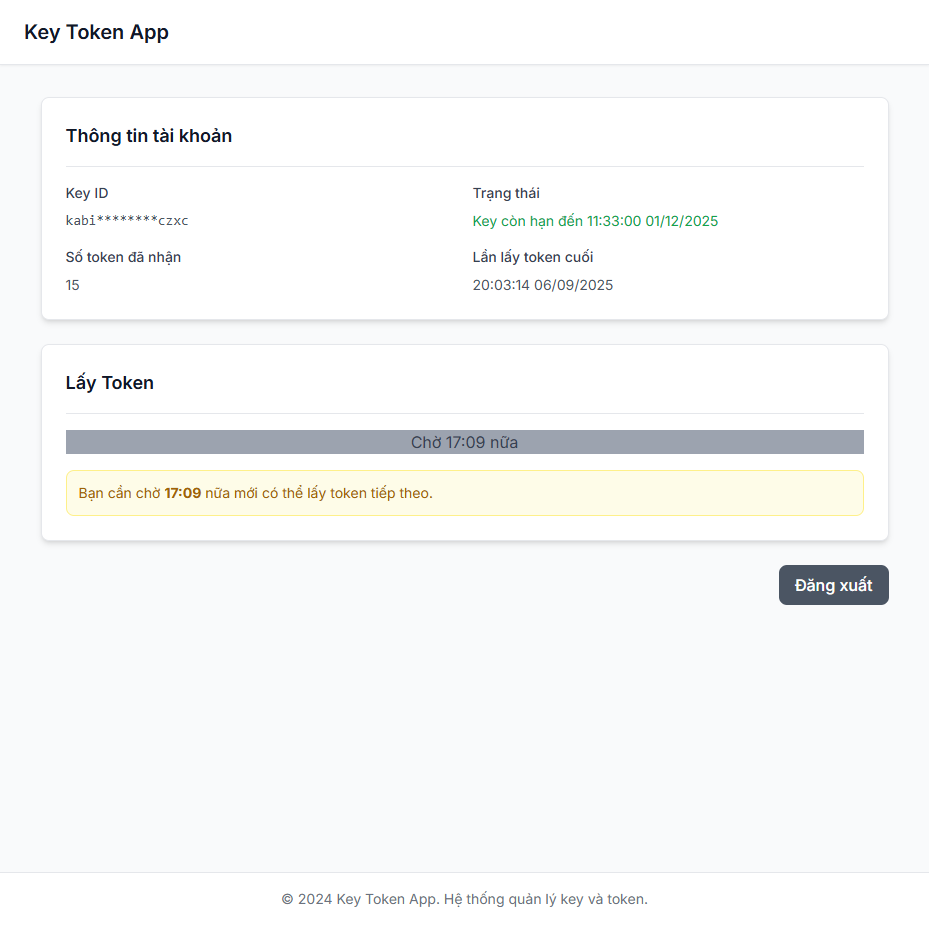 Key Token App
Thông tin tài khoản
Key ID
kabi********czxc
Trạng thái
Key còn hạn đến 11:33:00 01/12/2025
Số token đã nhận
15
Lần lấy token cuối
20:03:14 06/09/2025
Lấy Token
Chờ 17:09 nữa
Bạn cần chờ 17:09 nữa mới có thể lấy token tiếp theo.
Đăng xuất
© 2024 Key Token App. Hệ thống quản lý key và token.